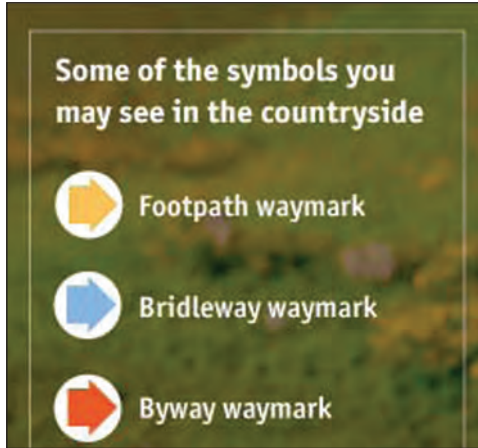 Some of the symbols you
may see in the countryside
Footpath waymark
Bridleway waymark
Byway waymark